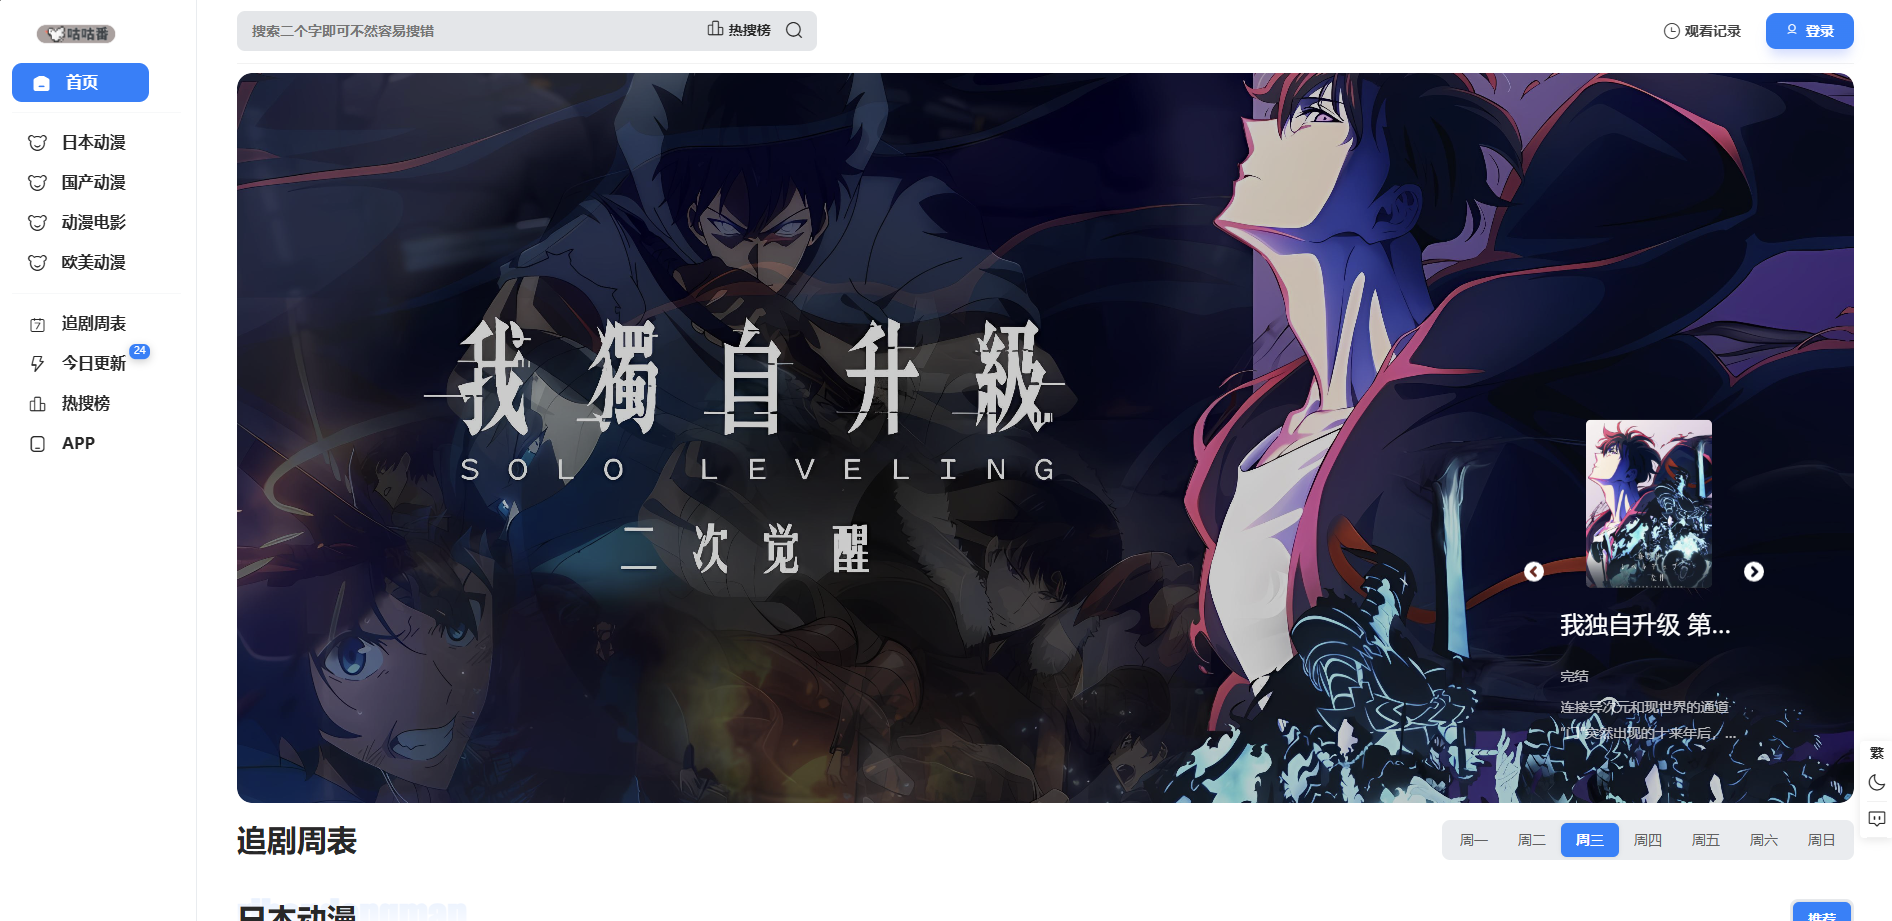 咕咕番
搜索二个字即可不然容易搜错
热搜榜
观看记录
登录
首页
日本动漫
国产动漫
动漫电影
欧美动漫
追剧周表
今日更新
24
热搜榜
APP
我獨自升級
SOLO LEVELING
二次觉醒
我独自升级 第...
完结
连接异次元和现世界的通道
“门”突然出现的十来年后，...
繁
追剧周表
周一 周二 周三 周四 周五 周六 周日
日本动漫
推荐